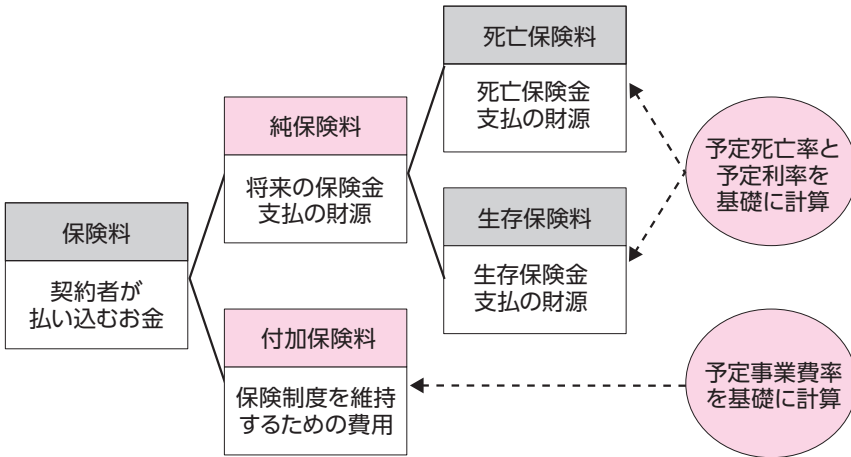 保険料
契約者が
払い込むお金
純保険料
将来の保険金
支払の財源
付加保険料
保険制度を維持
するための費用
死亡保険料
死亡保険金
支払の財源
生存保険料
生存保険金
支払の財源
予定死亡率と
予定利率を
基礎に計算
予定事業費率
を基礎に計算